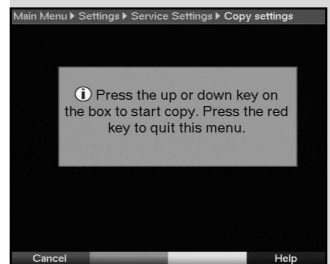 Main Menu ▶ Settings ▶ Service Settings ▶ Copy settings
Press the up or down key on
the box to start copy. Press the red
key to quit this menu.
Cancel Help